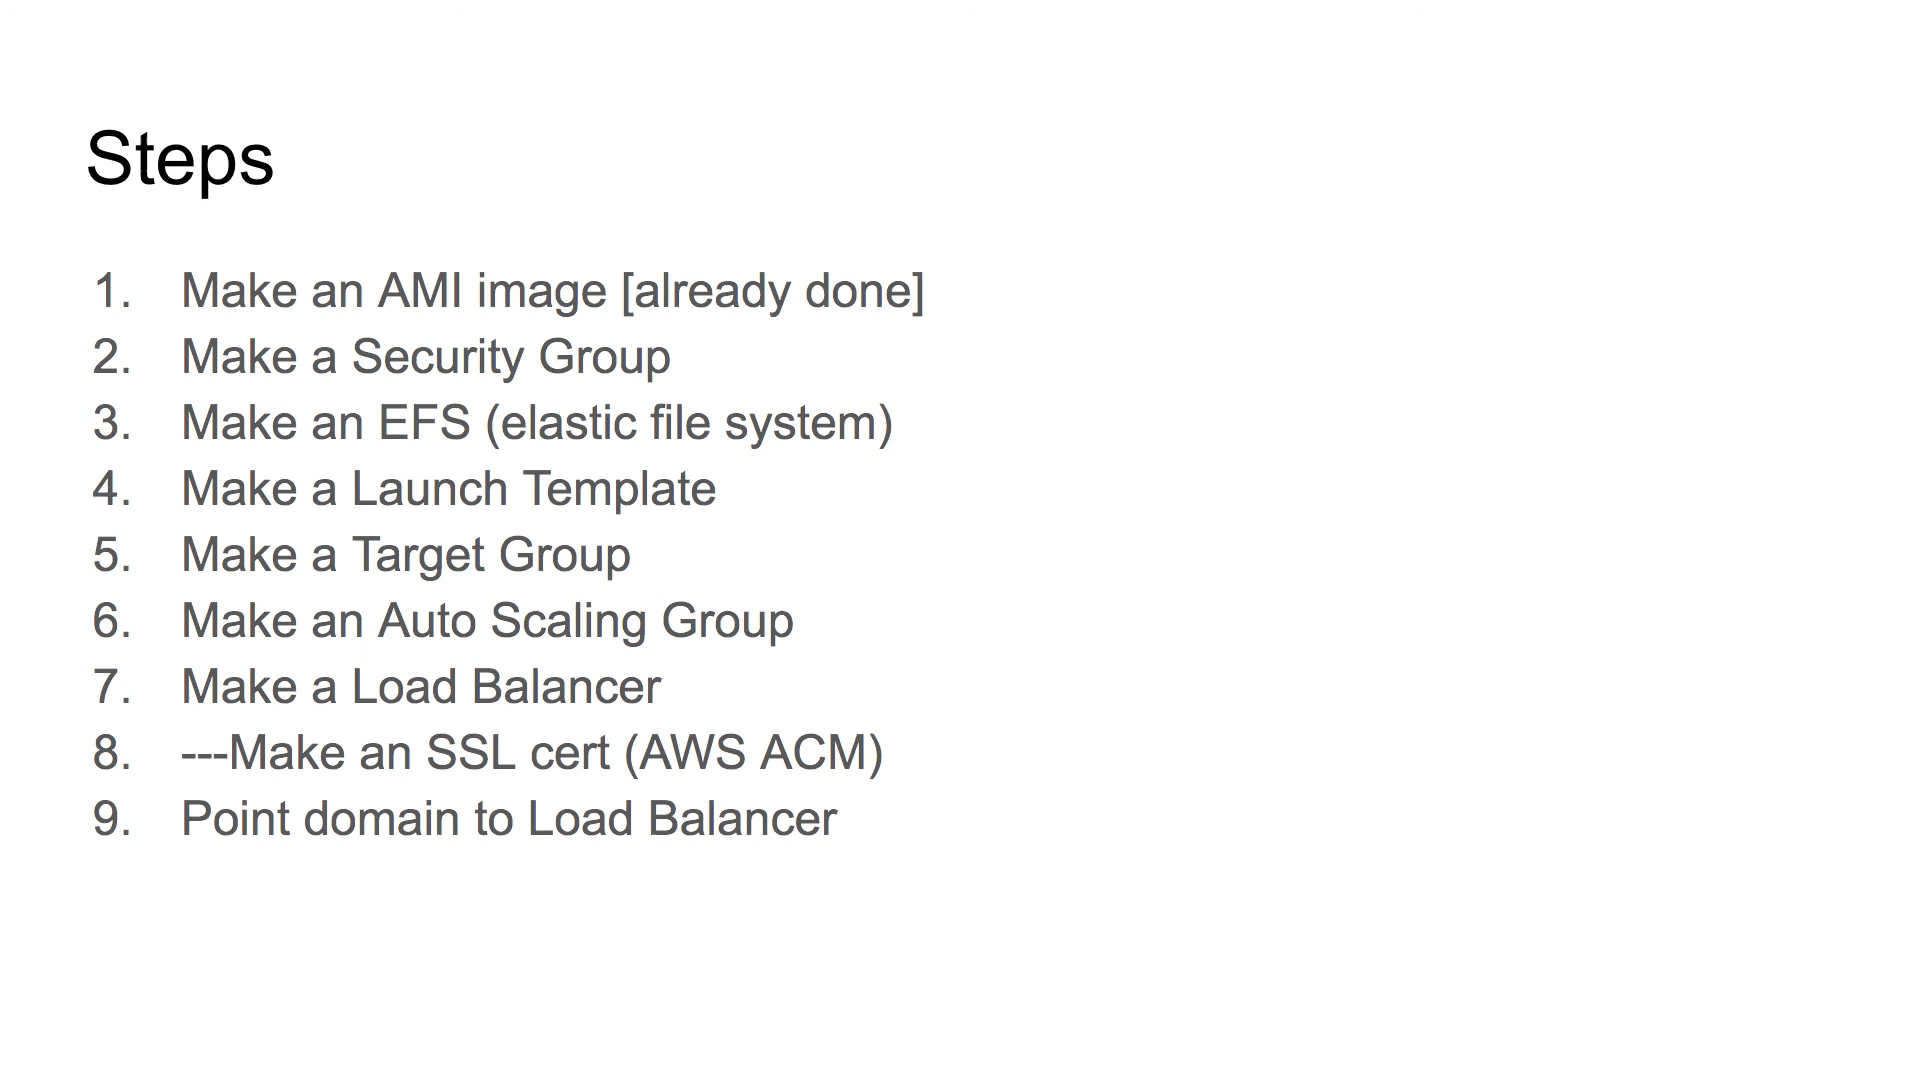 Steps
1. Make an AMI image [already done]
2. Make a Security Group
3. Make an EFS (elastic file system)
4. Make a Launch Template
5. Make a Target Group
6. Make an Auto Scaling Group
7. Make a Load Balancer
8. ---Make an SSL cert (AWS ACM)
9. Point domain to Load Balancer